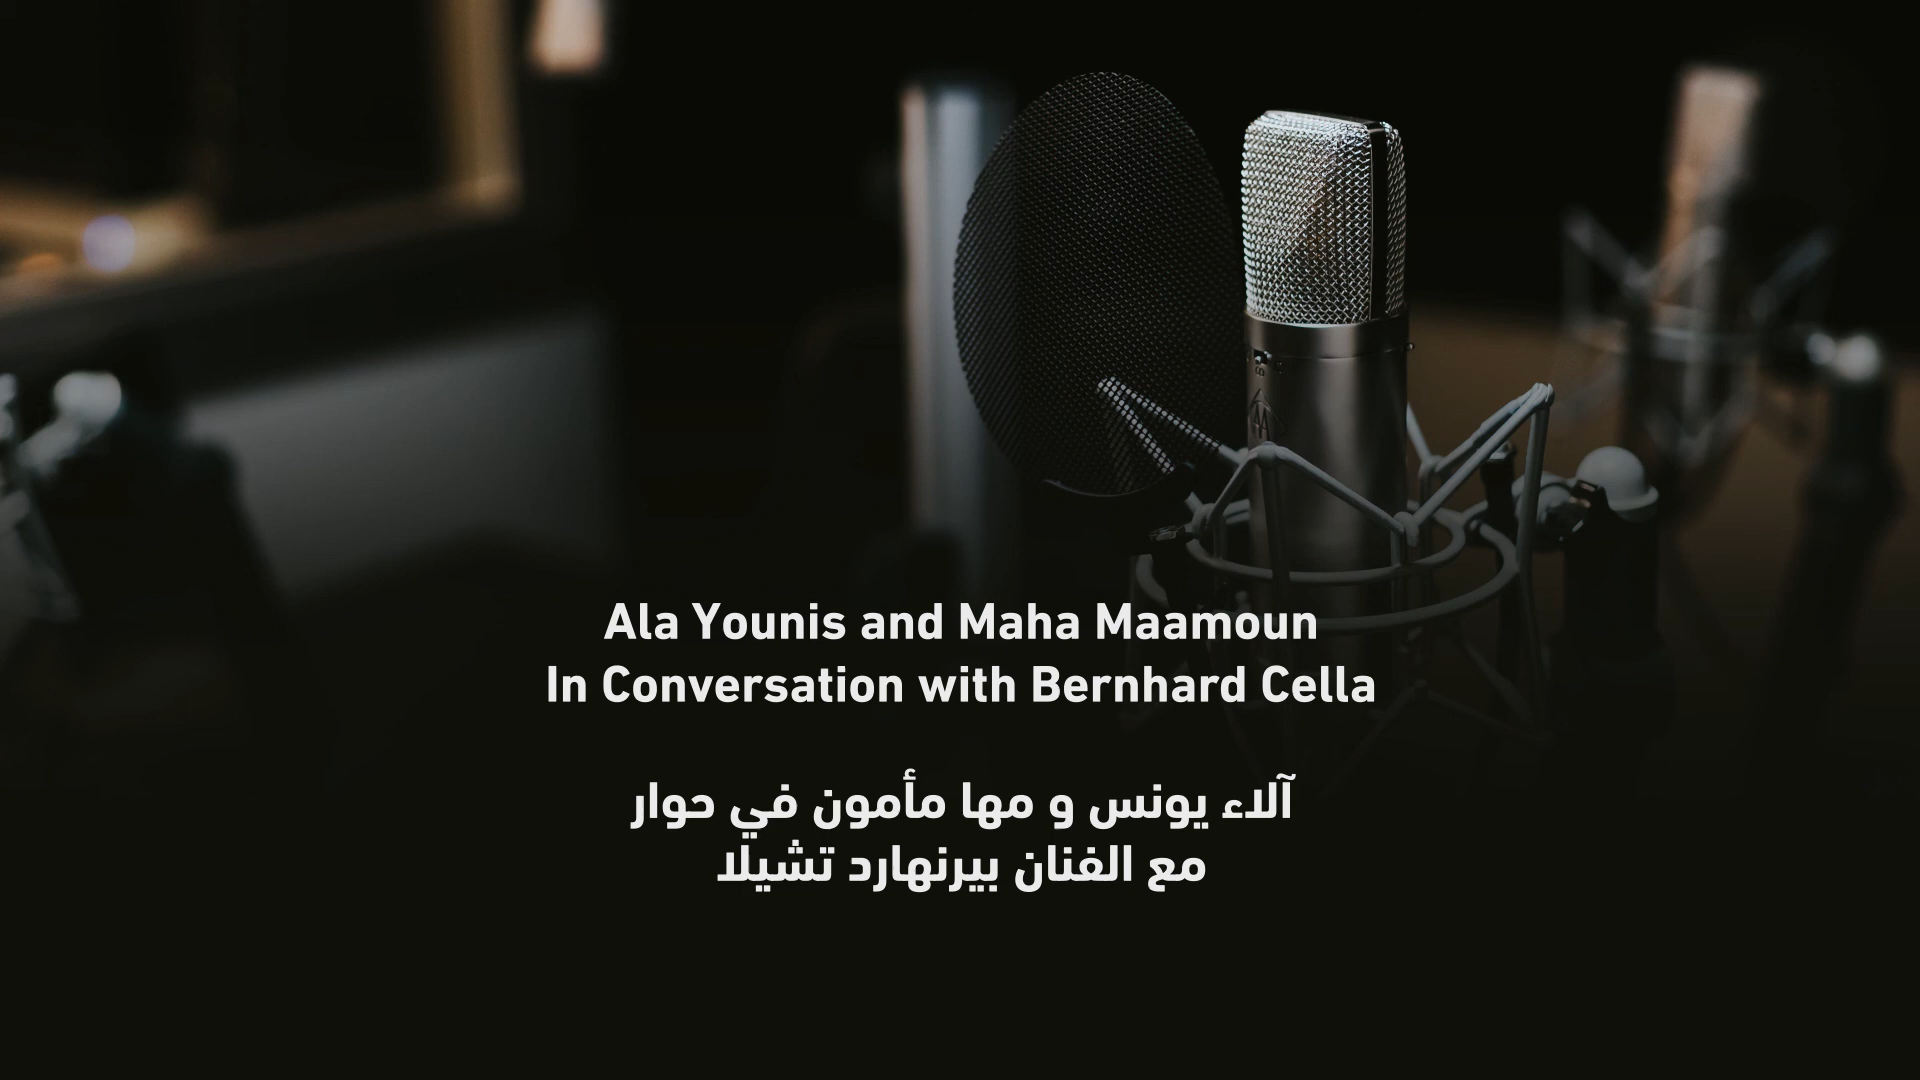 Ala Younis and Maha Maamoun
In Conversation with Bernhard Cella
آلاء يونس و مها مأمون في حوار
مع الفنان بيرنهارد تشيلا